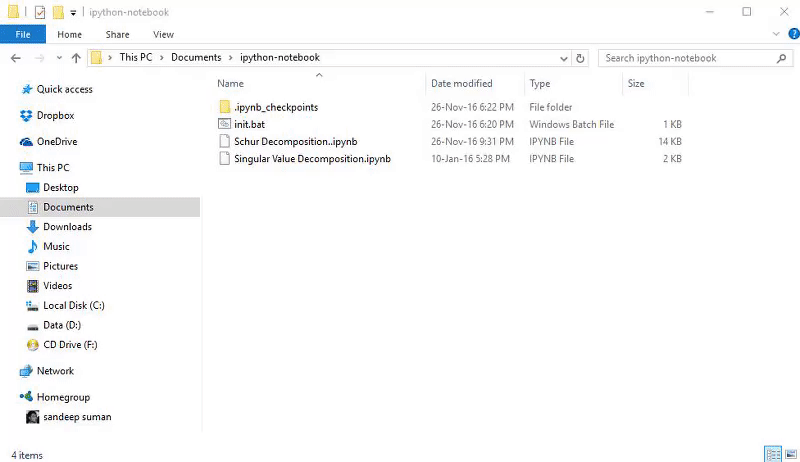 ipython-notebook
File Home Share View
This PC Documents ipython-notebook Search ipython-notebook
Name Date modified Type Size
Quick access
Dropbox
OneDrive
This PC
Desktop
Documents
Downloads
Music
Pictures
Videos
Local Disk (C:)
Data (D:)
CD Drive (F:)
Network
Homegroup
sandeep suman
.ipynb_checkpoints 26-Nov-16 6:22 PM File folder
init.bat 26-Nov-16 6:20 PM Windows Batch File 1 KB
Schur Decomposition..ipynb 26-Nov-16 9:31 PM IPYNB File 14 KB
Singular Value Decomposition.ipynb 10-Jan-16 5:28 PM IPYNB File 2 KB
4 items